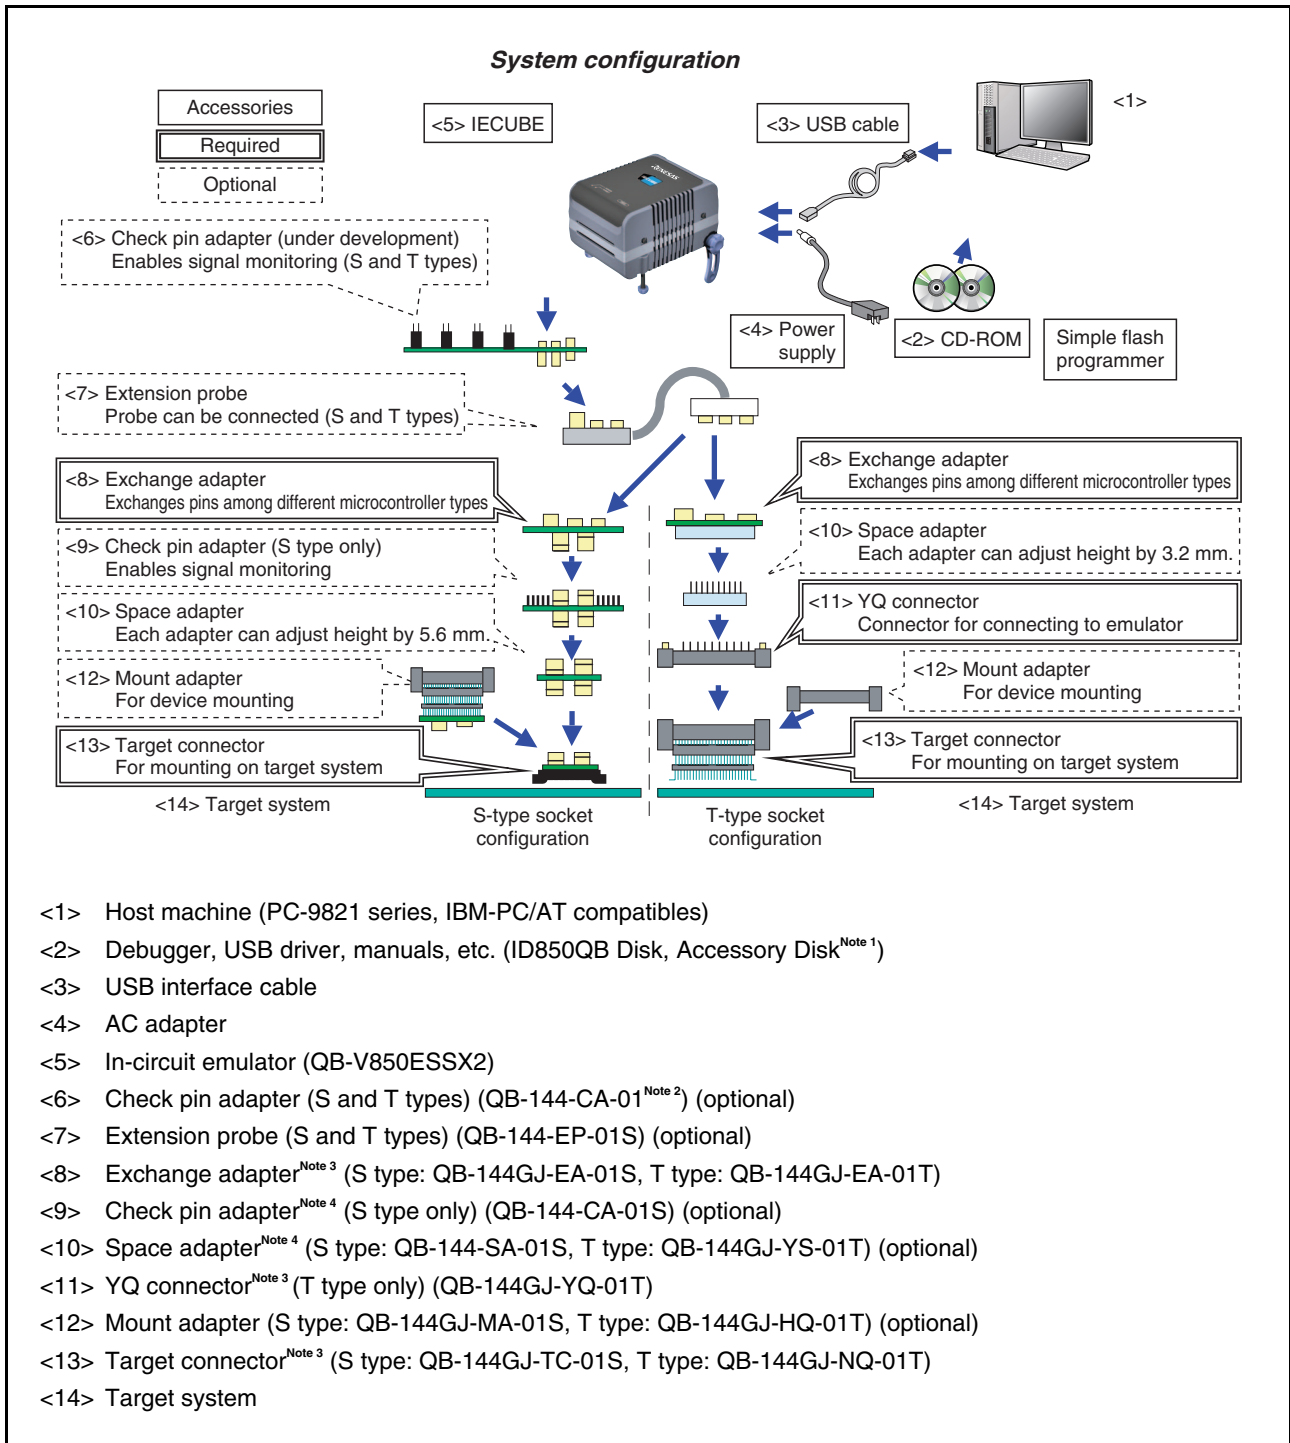 System configuration
Accessories
Required
Optional
<5> IECUBE
<3> USB cable
<1>
RENESAS
<6> Check pin adapter (under development)
Enables signal monitoring (S and T types)
<4> Power
supply
<2> CD-ROM
Simple flash
programmer
<7> Extension probe
Probe can be connected (S and T types)
<8> Exchange adapter
Exchanges pins among different microcontroller types
<9> Check pin adapter (S type only)
Enables signal monitoring
<10> Space adapter
Each adapter can adjust height by 5.6 mm.
<12> Mount adapter
For device mounting
<13> Target connector
For mounting on target system
<14> Target system
S-type socket
configuration
<8> Exchange adapter
Exchanges pins among different microcontroller types
<10> Space adapter
Each adapter can adjust height by 3.2 mm.
<11> YQ connector
Connector for connecting to emulator
<12> Mount adapter
For device mounting
<13> Target connector
For mounting on target system
T-type socket
configuration
<14> Target system
<1> Host machine (PC-9821 series, IBM-PC/AT compatibles)
<2> Debugger, USB driver, manuals, etc. (ID850QB Disk, Accessory Disk Note 1)
<3> USB interface cable
<4> AC adapter
<5> In-circuit emulator (QB-V850ESSX2)
<6> Check pin adapter (S and T types) (QB-144-CA-01 Note 2) (optional)
<7> Extension probe (S and T types) (QB-144-EP-01S) (optional)
<8> Exchange adapter Note 3 (S type: QB-144GJ-EA-01S, T type: QB-144GJ-EA-01T)
<9> Check pin adapter Note 4 (S type only) (QB-144-CA-01S) (optional)
<10> Space adapter Note 4 (S type: QB-144-SA-01S, T type: QB-144GJ-YS-01T) (optional)
<11> YQ connector Note 3 (T type only) (QB-144GJ-YQ-01T)
<12> Mount adapter (S type: QB-144GJ-MA-01S, T type: QB-144GJ-HQ-01T) (optional)
<13> Target connector Note 3 (S type: QB-144GJ-TC-01S, T type: QB-144GJ-NQ-01T)
<14> Target system